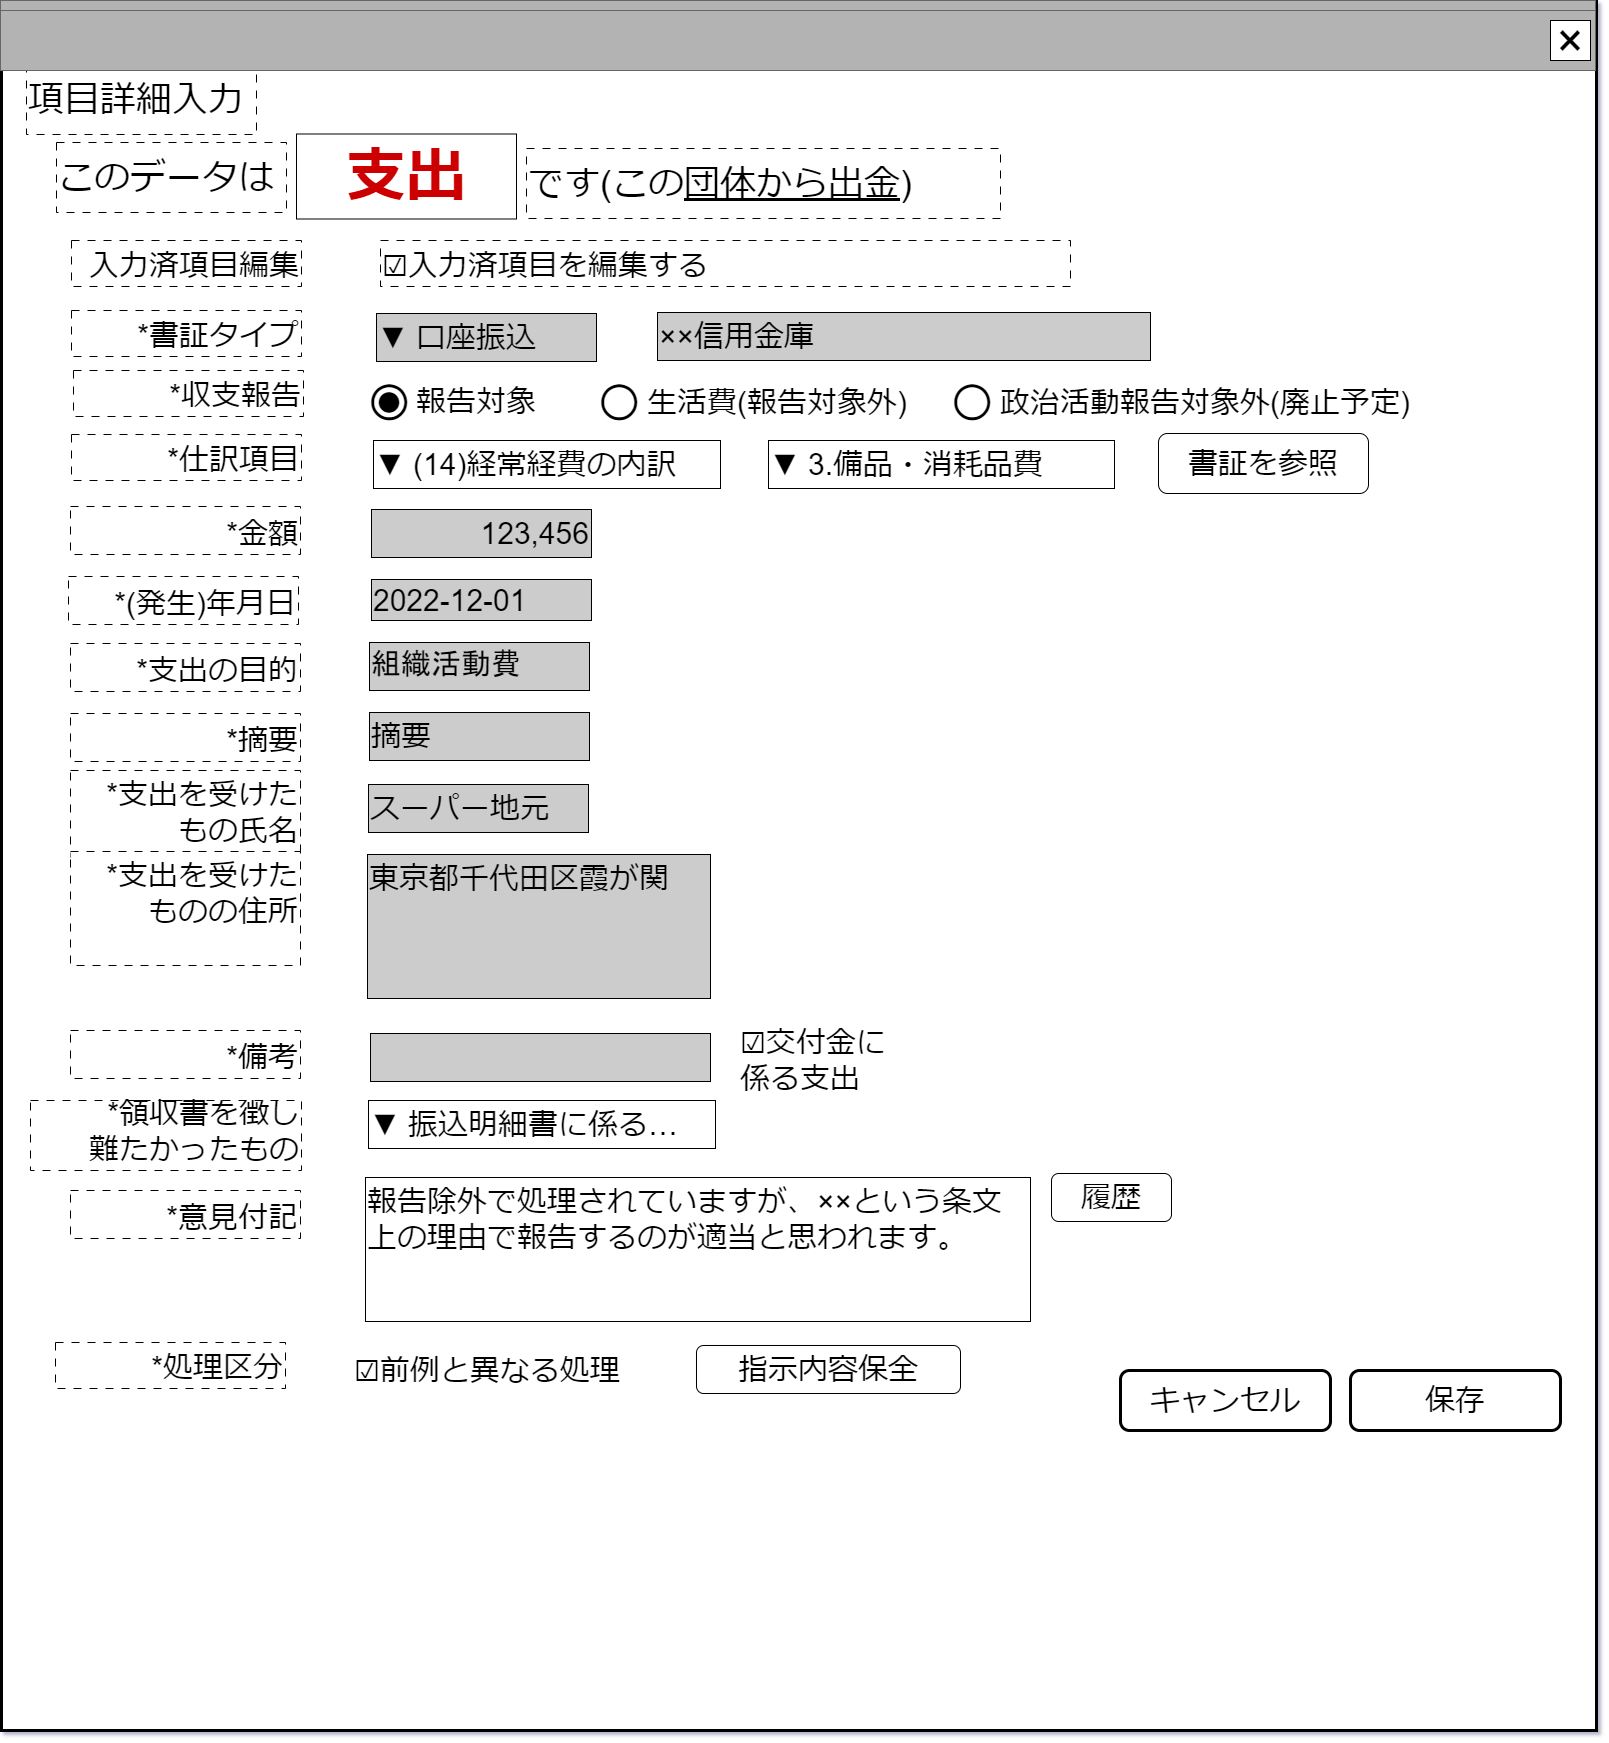 項目詳細入力
このデータは 支出 です(この団体から出金)
入力済項目編集 ☑入力済項目を編集する
*書証タイプ ▼ 口座振込 ××信用金庫
*収支報告 報告対象 生活費(報告対象外) 政治活動報告対象外(廃止予定)
*仕訳項目 ▼ (14)経常経費の内訳 ▼ 3.備品・消耗品費 書証を参照
*金額 123,456
*(発生)年月日 2022-12-01
*支出の目的 組織活動費
*摘要 摘要
*支出を受けた
もの氏名
スーパー地元
*支出を受けた
ものの住所
東京都千代田区霞が関
*備考
☑交付金に
係る支出
*領収書を徴し
難たかったもの
▼ 振込明細書に係る...
*意見付記
報告除外で処理されていますが、××という条文
上の理由で報告するのが適当と思われます。
履歴
*処理区分 ☑前例と異なる処理 指示内容保全
キャンセル 保存